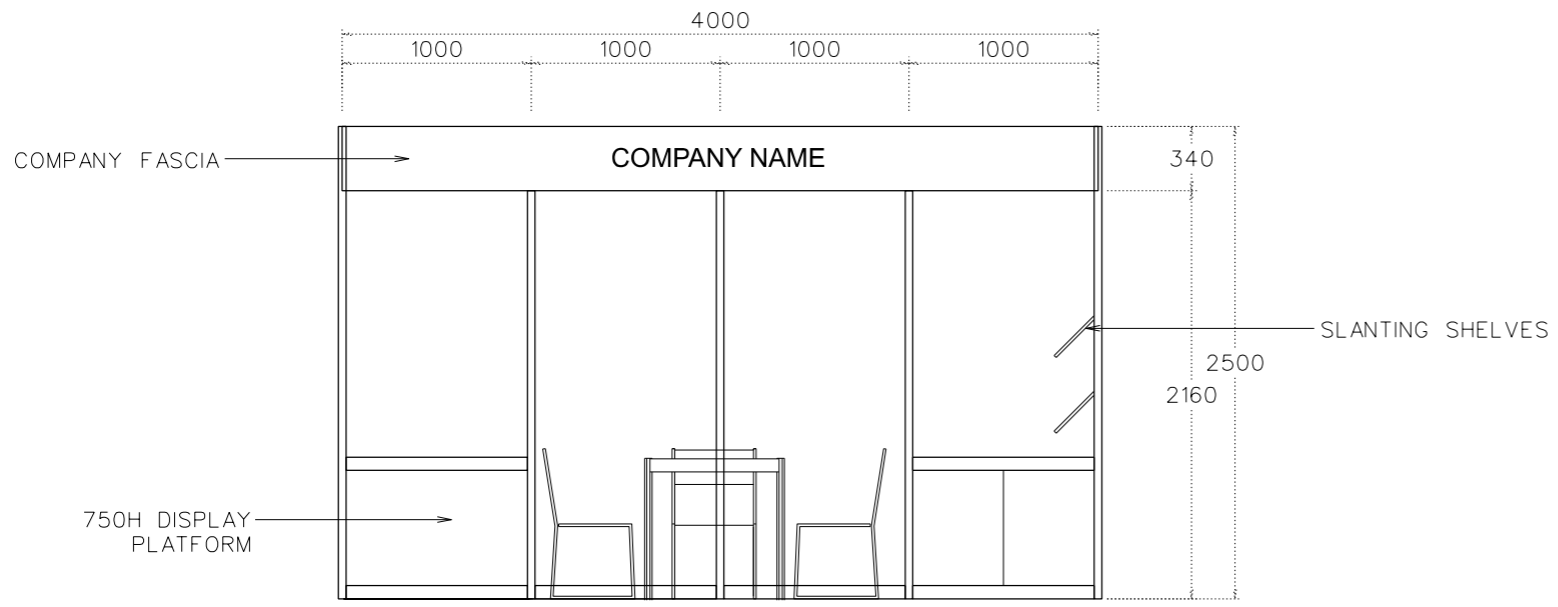 4000
1000 1000 1000 1000
COMPANY FASCIA
COMPANY NAME
340
SLANTING SHELVES
2500
2160
750H DISPLAY
PLATFORM